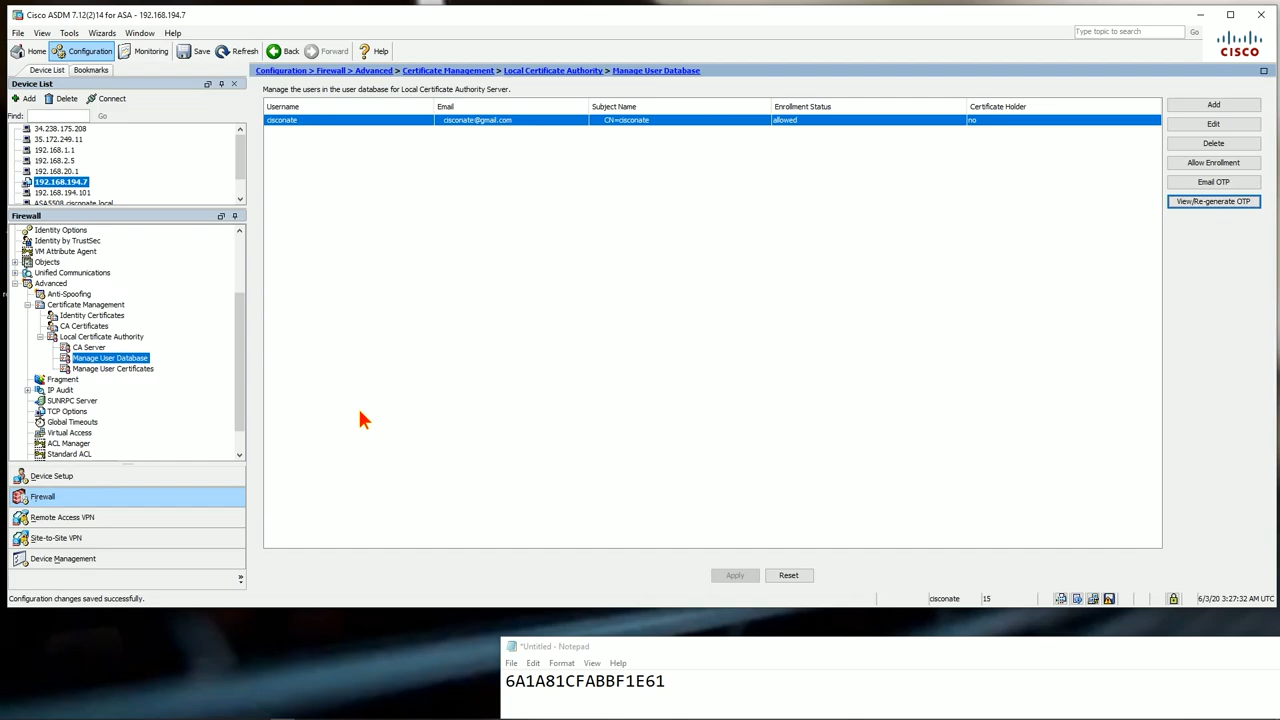 Cisco ASDM 7.12(2)14 for ASA - 192.168.194.7
File View Tools Wizards Window Help
Type topic to search Go
Home Configuration Monitoring Save Refresh Back Forward Help
CISCO
Device List Bookmarks
Configuration > Firewall > Advanced > Certificate Management > Local Certificate Authority > Manage User Database
Device List
Add Delete Connect
Find: Go
34.238.175.208
35.172.249.11
192.168.1.1
192.168.2.5
192.168.20.1
192.168.194.7
192.168.194.101
ASA5508.cisconate.local
Firewall
Identity Options
Identity by TrustSec
VM Attribute Agent
Objects
Unified Communications
Advanced
Anti-Spoofing
Certificate Management
Identity Certificates
CA Certificates
Local Certificate Authority
CA Server
Manage User Database
Manage User Certificates
Fragment
IP Audit
SUNRPC Server
TCP Options
Global Timeouts
Virtual Access
ACL Manager
Standard ACL
Device Setup
Firewall
Remote Access VPN
Site-to-Site VPN
Device Management
Manage the users in the user database for Local Certificate Authority Server.
Username Email Subject Name Enrollment Status Certificate Holder
cisconate cisconate@gmail.com CN=cisconate allowed no
Add
Edit
Delete
Allow Enrollment
Email OTP
View/Re-generate OTP
Apply Reset
Configuration changes saved successfully. cisconate 15 6/3/20 3:27:32 AM UTC
*Untitled - Notepad
File Edit Format View Help
6A1A81CFABBF1E61